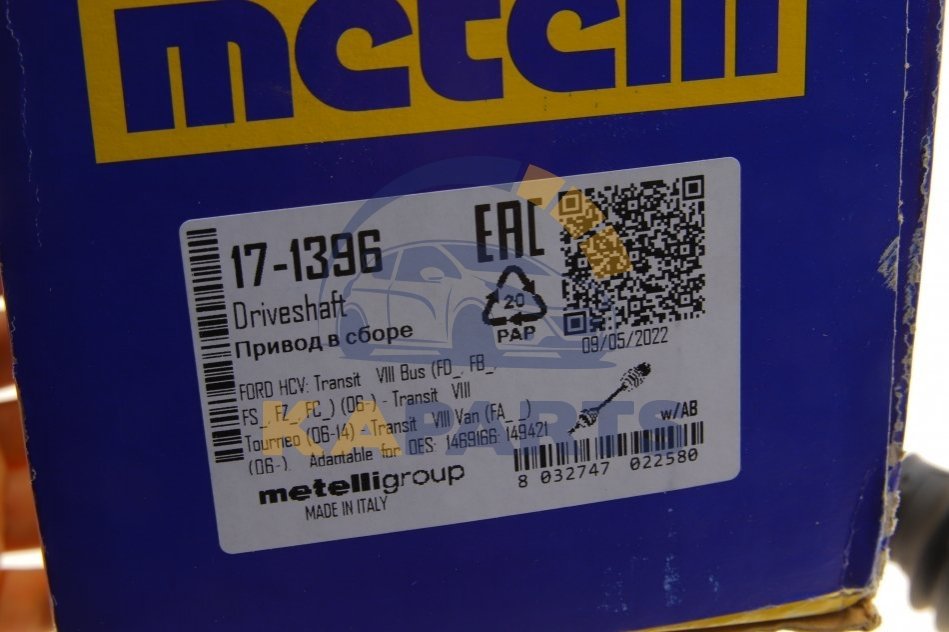 metelli
17-1396
EAC
Driveshaft
Привод в сборе
20
PAP
09/05/2022
FORD HCV: Transit VIII Bus (FD_, FB_,
FS_, FZ_, FC_) (06-) - Transit VIII
Tourneo (06-14) - Transit VIII Van (FA_ _)
(06-). Adaptable for OES: 1469166; 149421
w/AB
metelligroup
MADE IN ITALY
8 032747 022580
KAPARTS